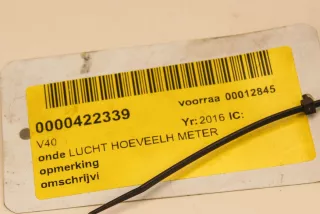 0000422339 voorraa 00012845
V40 Yr: 2016 IC:
onde LUCHT HOEVEELH METER
opmerking
omschrijvi